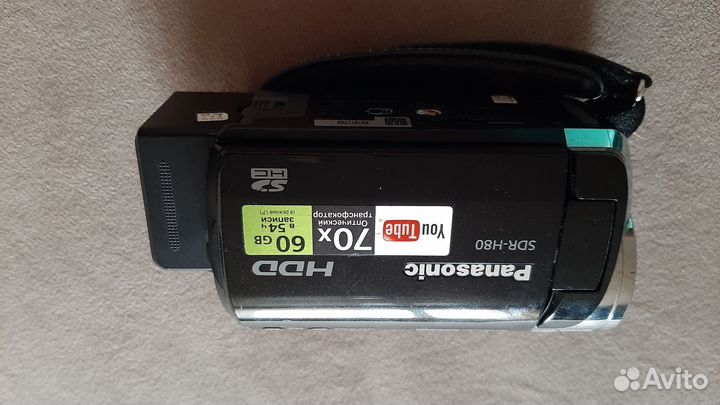 Panasonic
SDR-H80
HDD
You Tube
70x
Оптический
трансфокатор
60 GB
в 54 ч
записи
(в режиме LP)
SD
HC
Avito